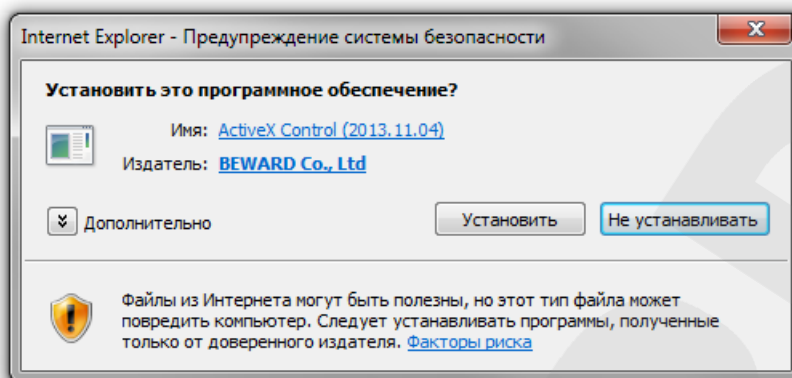 Internet Explorer - Предупреждение системы безопасности
Установить это программное обеспечение?
Имя: ActiveX Control (2013.11.04)
Издатель: BEWARD Co., Ltd
Дополнительно
Установить
Не устанавливать
Файлы из Интернета могут быть полезны, но этот тип файла может
повредить компьютер. Следует устанавливать программы, полученные
только от доверенного издателя. Факторы риска